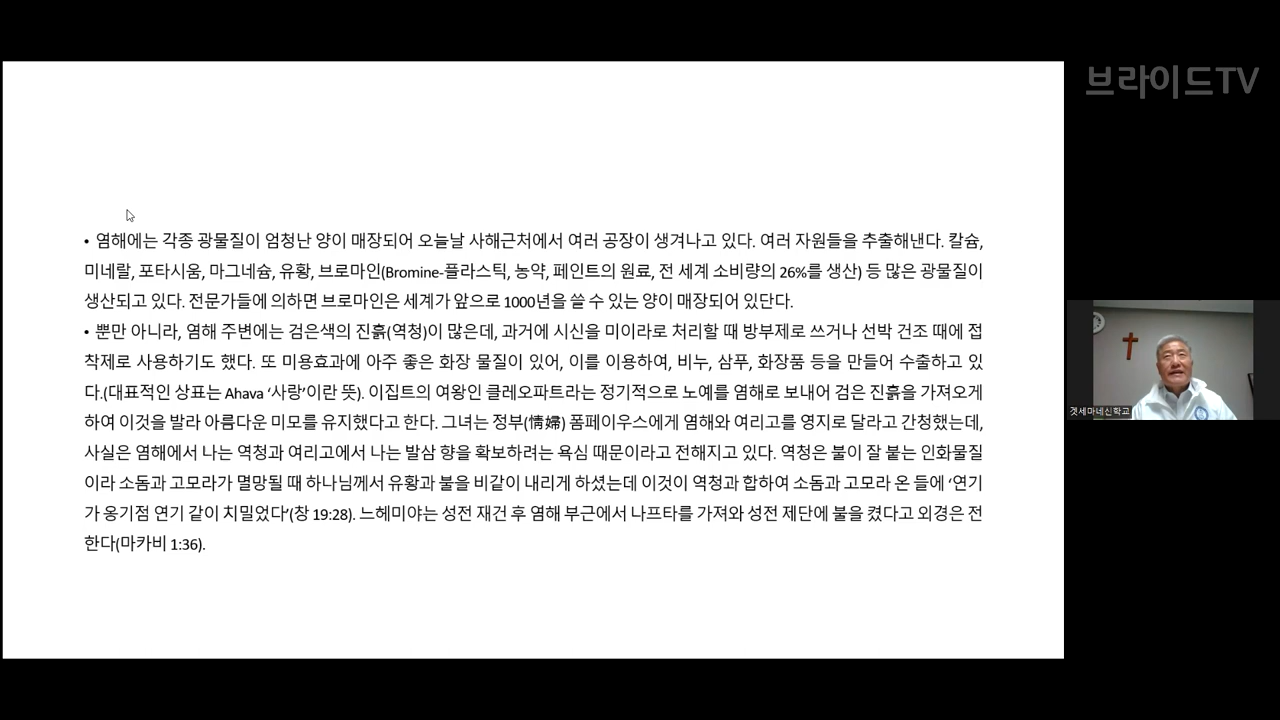 브라이드TV
• 염해에는 각종 광물질이 엄청난 양이 매장되어 오늘날 사해근처에서 여러 공장이 생겨나고 있다. 여러 자원들을 추출해낸다. 칼슘,
미네랄, 포타시움, 마그네슘, 유황, 브로마인(Bromine-플라스틱, 농약, 페인트의 원료, 전 세계 소비량의 26%를 생산) 등 많은 광물질이
생산되고 있다. 전문가들에 의하면 브로마인은 세계가 앞으로 1000년을 쓸 수 있는 양이 매장되어 있단다.
• 뿐만 아니라, 염해 주변에는 검은색의 진흙(역청)이 많은데, 과거에 시신을 미이라로 처리할 때 방부제로 쓰거나 선박 건조 때에 접
착제로 사용하기도 했다. 또 미용효과에 아주 좋은 화장 물질이 있어, 이를 이용하여, 비누, 삼푸, 화장품 등을 만들어 수출하고 있
다.(대표적인 상표는 Ahava ‘사랑’이란 뜻). 이집트의 여왕인 클레오파트라는 정기적으로 노예를 염해로 보내어 검은 진흙을 가져오게
하여 이것을 발라 아름다운 미모를 유지했다고 한다. 그녀는 정부(情婦) 폼페이우스에게 염해와 여리고를 영지로 달라고 간청했는데,
사실은 염해에서 나는 역청과 여리고에서 나는 발삼 향을 확보하려는 욕심 때문이라고 전해지고 있다. 역청은 불이 잘 붙는 인화물질
이라 소돔과 고모라가 멸망될 때 하나님께서 유황과 불을 비같이 내리게 하셨는데 이것이 역청과 합하여 소돔과 고모라 온 들에 ‘연기
가 옹기점 연기 같이 치밀었다’(창 19:28). 느헤미야는 성전 재건 후 염해 부근에서 나프타를 가져와 성전 제단에 불을 켰다고 외경은 전
한다(마카비 1:36).
겟세마네신학교